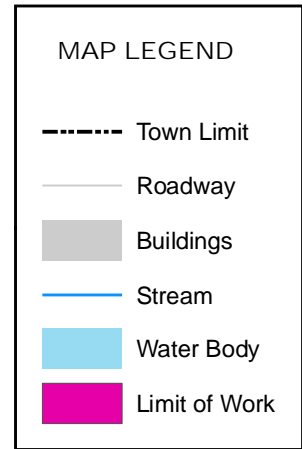 MAP LEGEND
Town Limit
Roadway
Buildings
Stream
Water Body
Limit of Work